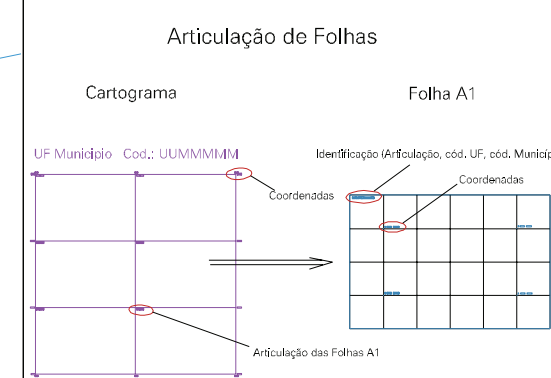 Articulação de Folhas
Cartograma
Folha A1
UF Municipio Cod.: UUMMMMM
Identificação (Articulação, cód. UF, cód. Municíp
Coordenadas
Coordenadas
Articulação das Folhas A1